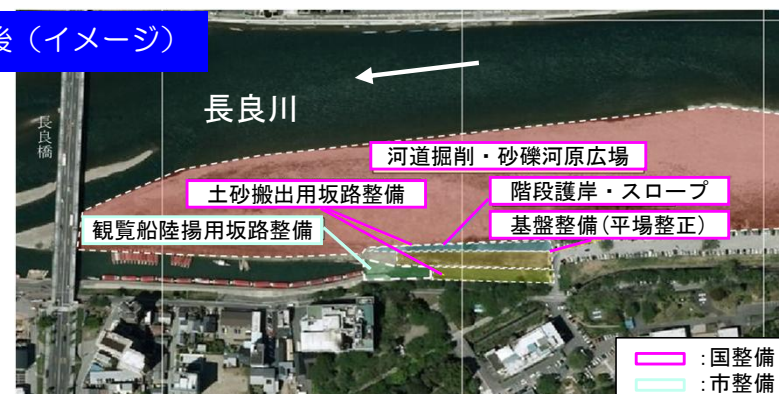 後（イメージ）
長良川
長良橋
河道掘削・砂礫河原広場
土砂搬出用坂路整備
階段護岸・スロープ
観覧船陸揚用坂路整備
基盤整備(平場整正)
:国整備
:市整備